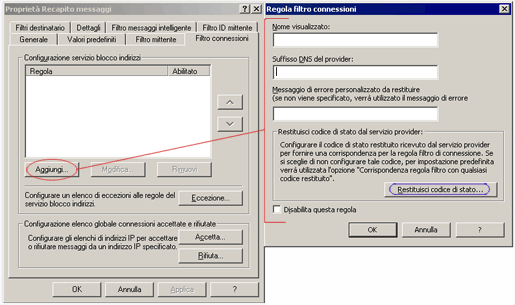 Proprietà Recapito messaggi
Filtri destinatario
Dettagli
Filtro messaggi intelligente
Filtro ID mittente
Generale
Valori predefiniti
Filtro mittente
Filtro connessioni
Configurazione servizio blocco indirizzi
Regola
Abilitato
Aggiungi...
Modifica...
Rimuovi
Configurare un elenco di eccezioni alle regole del
servizio blocco indirizzi.
Eccezione...
Configurazione elenco globale connessioni accettate e rifiutate
Configurare gli elenchi di indirizzi IP per accettare
o rifiutare messaggi da un indirizzo IP specificato.
Accetta...
Rifiuta...
OK
Annulla
Applica
?
Regola filtro connessioni
Nome visualizzato:
Suffisso DNS del provider:
Messaggio di errore personalizzato da restituire
(se non viene specificato, verrà utilizzato il messaggio di errore
Restituisci codice di stato dal servizio provider:
Configurare il codice di stato restituito ricevuto dal servizio provider
per fornire una corrispondenza per la regola filtro di connessione. Se
si sceglie di non configurare tale codice, per impostazione predefinita
verrà utilizzata l'opzione "Corrispondenza regola filtro con qualsiasi
codice restituito".
Restituisci codice di stato...
Disabilita questa regola
OK
Annulla
?